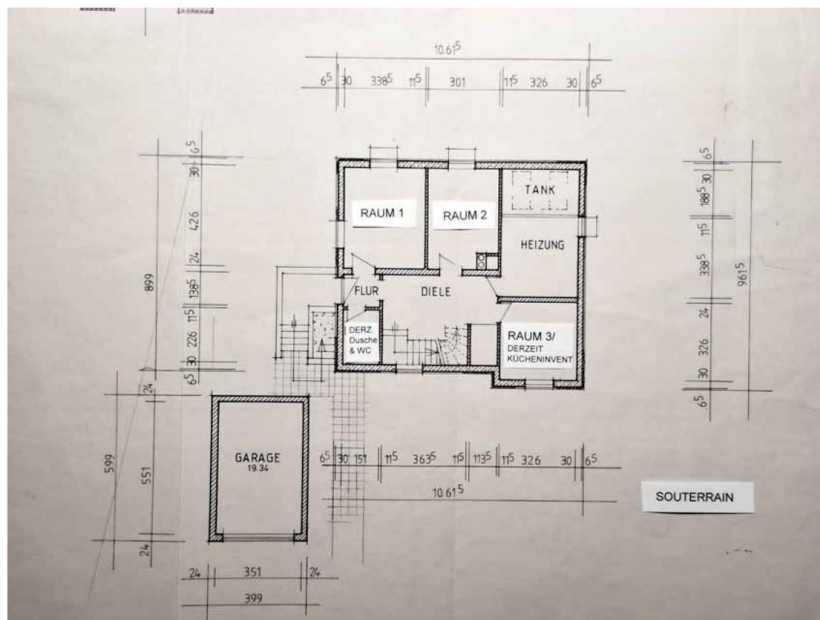 10.61⁵
6⁵ 30 338⁵ 11⁵ 301 11⁵ 326 30 6⁵
6⁵
30
426
24
138⁵
11⁵
226
30
6⁵
899
24
599
551
24
RAUM 1
RAUM 2
TANK
HEIZUNG
FLUR
DIELE
DERZ.
Dusche
& WC
RAUM 3/
DERZEIT
KÜCHENINVENT
6⁵
30
188⁵
11⁵
338⁵
24
326
30
6⁵
961⁵
GARAGE
19.34
6⁵ 30 151 11⁵ 363⁵ 11⁵ 113⁵ 11⁵ 326 30 6⁵
10.61⁵
SOUTERRAIN
24 351 24
399